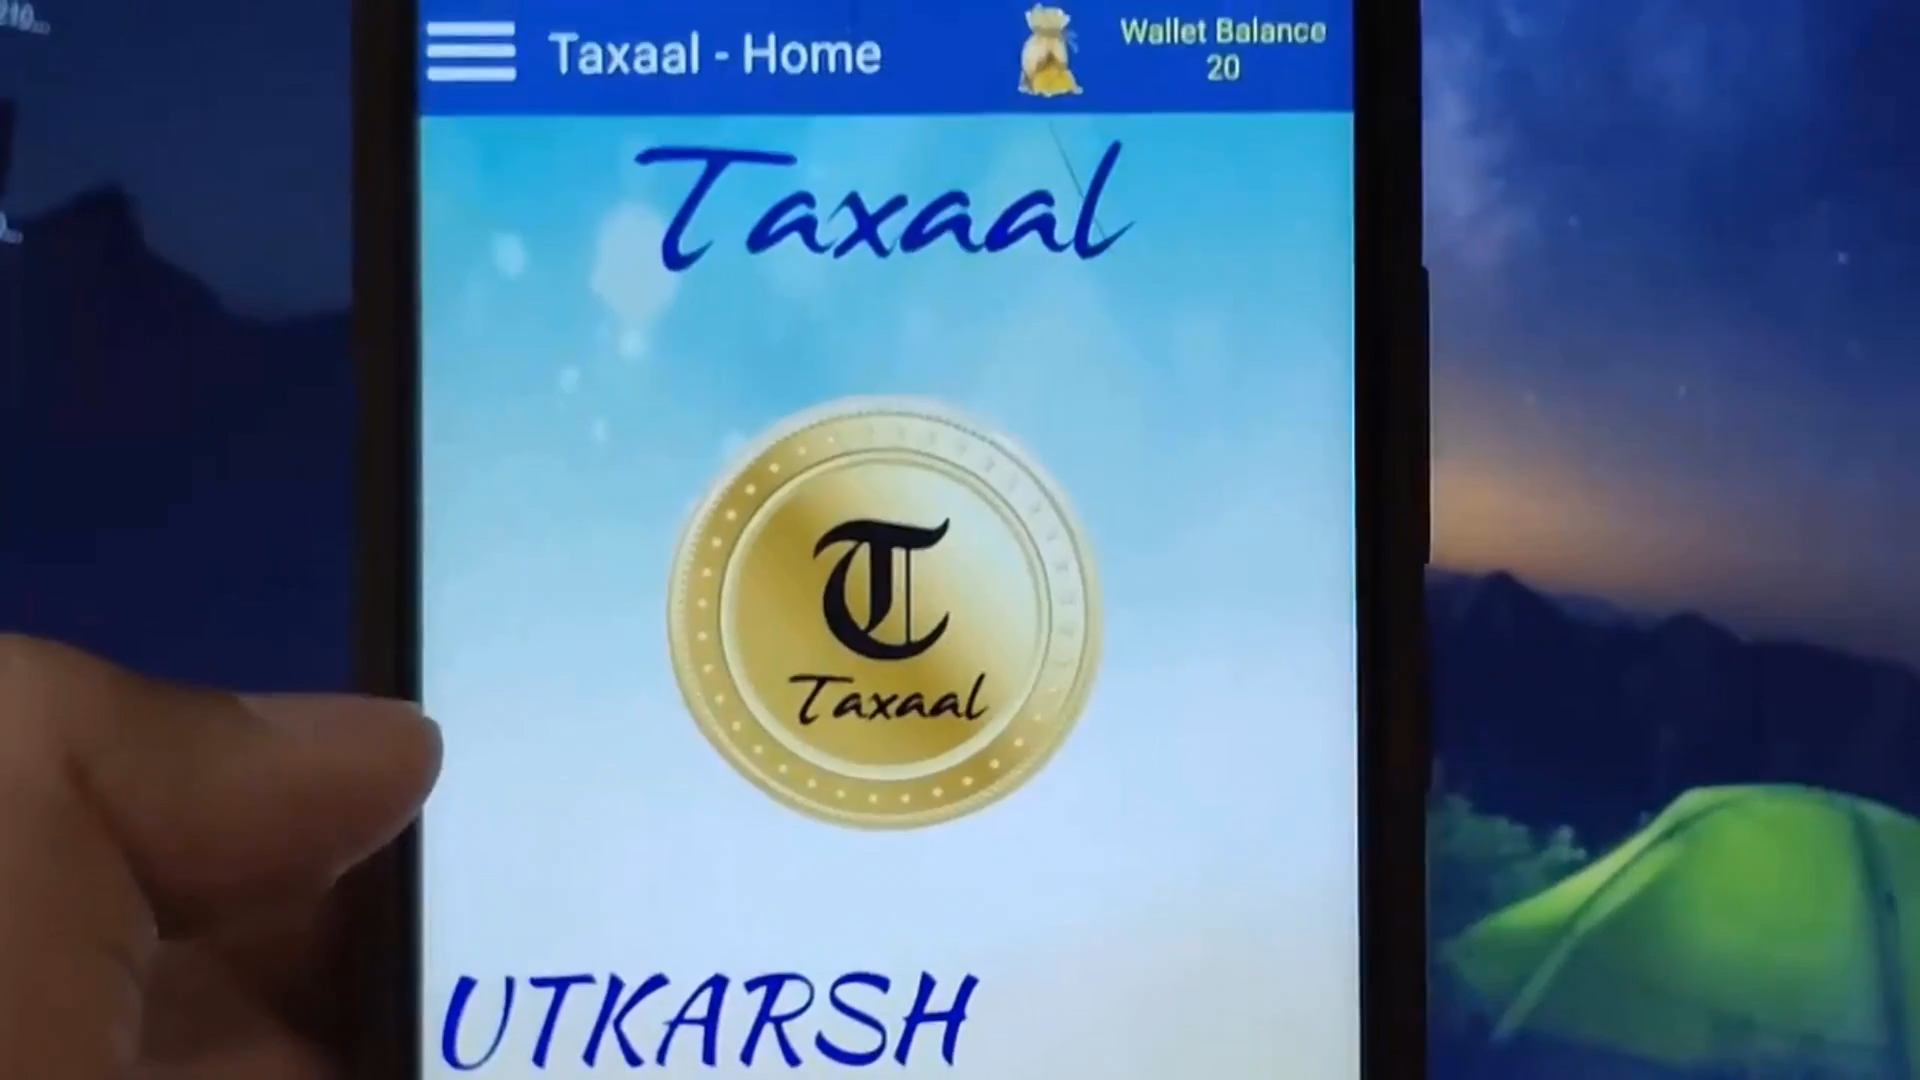 Taxaal - Home
Wallet Balance
20
Taxaal
T
Taxaal
UTKARSH